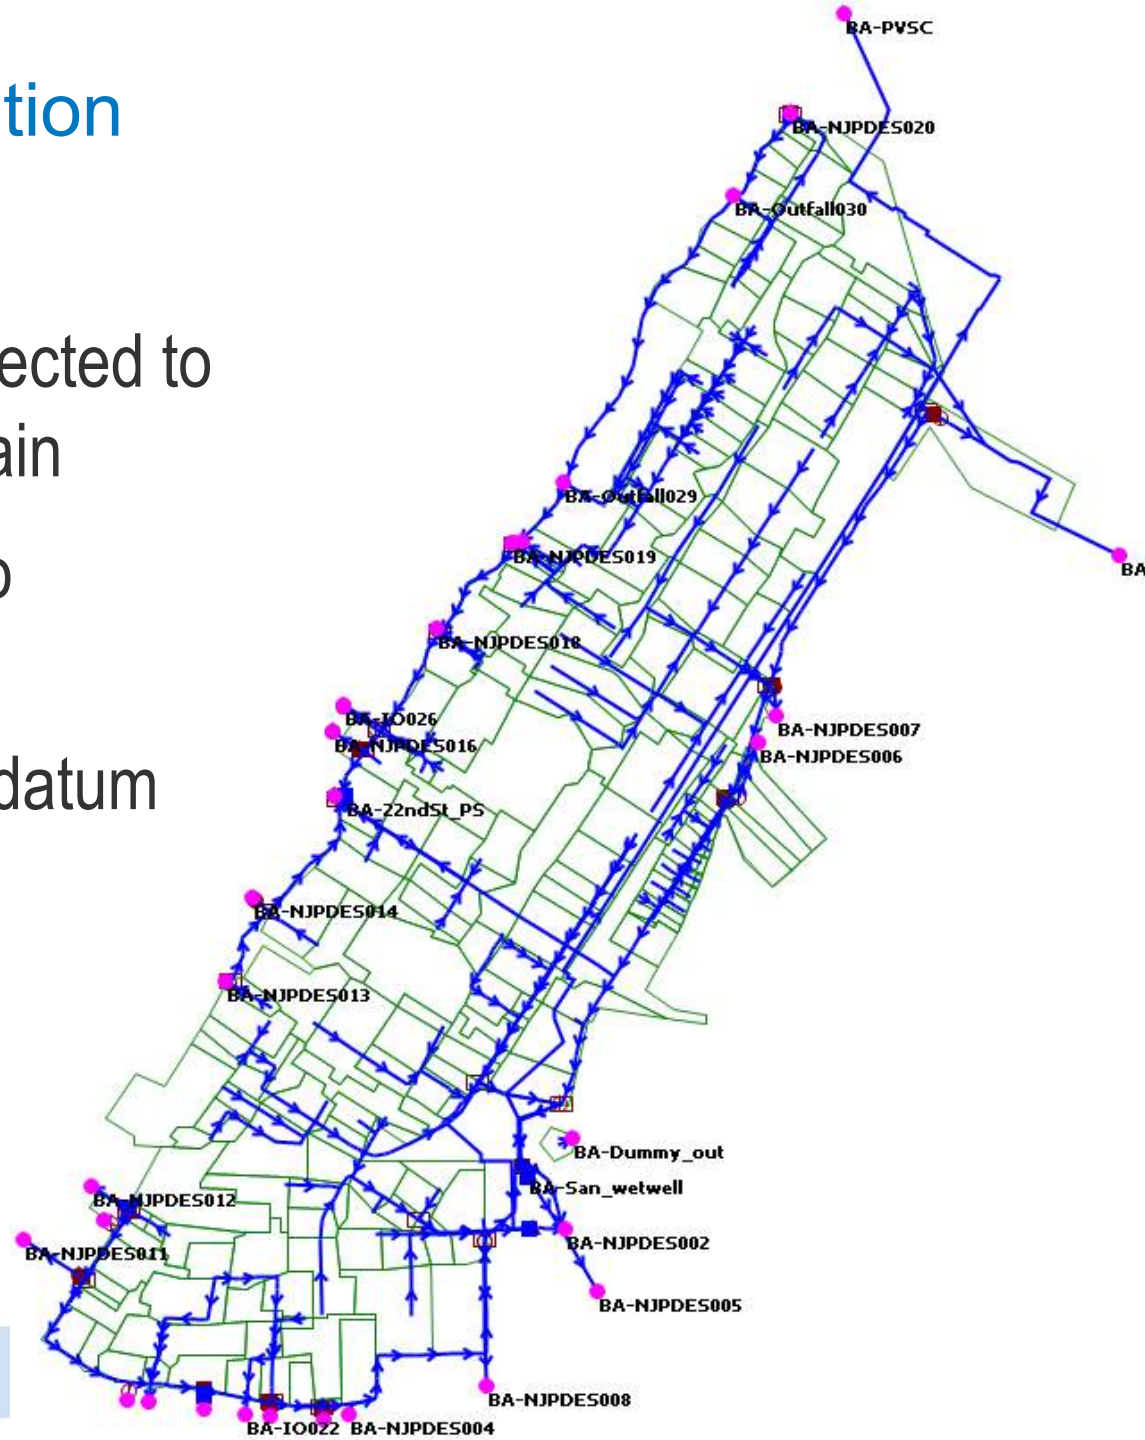 tion
ected to
ain
o
datum
BA-PVSC
BA-NJPDES020
BA-Outfall030
BA-Outfall029
BA-NJPDES019
BA
BA-NJPDES018
BA-IO026
BA-NJPDES016
BA-NJPDES007
BA-NJPDES006
BA-22ndSt_PS
BA-NJPDES014
BA-NJPDES013
BA-Dummy_out
BA-San_wetwell
BA-NJPDES012
BA-NJPDES002
BA-NJPDES011
BA-NJPDES005
BA-NJPDES008
BA-IO022 BA-NJPDES004